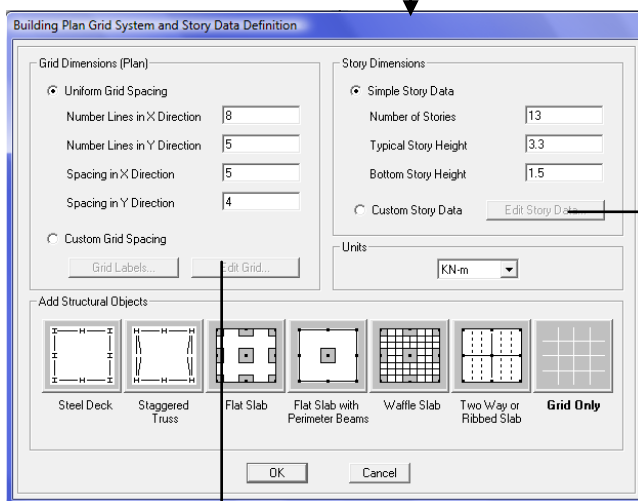 Building Plan Grid System and Story Data Definition
Grid Dimensions (Plan)
Uniform Grid Spacing
Number Lines in X Direction 8
Number Lines in Y Direction 5
Spacing in X Direction 5
Spacing in Y Direction 4
Custom Grid Spacing
Grid Labels... Edit Grid...
Story Dimensions
Simple Story Data
Number of Stories 13
Typical Story Height 3.3
Bottom Story Height 1.5
Custom Story Data Edit Story Data...
Units
KN-m
Add Structural Objects
Steel Deck
Staggered
Truss
Flat Slab
Flat Slab with
Perimeter Beams
Waffle Slab
Two Way or
Ribbed Slab
Grid Only
OK Cancel